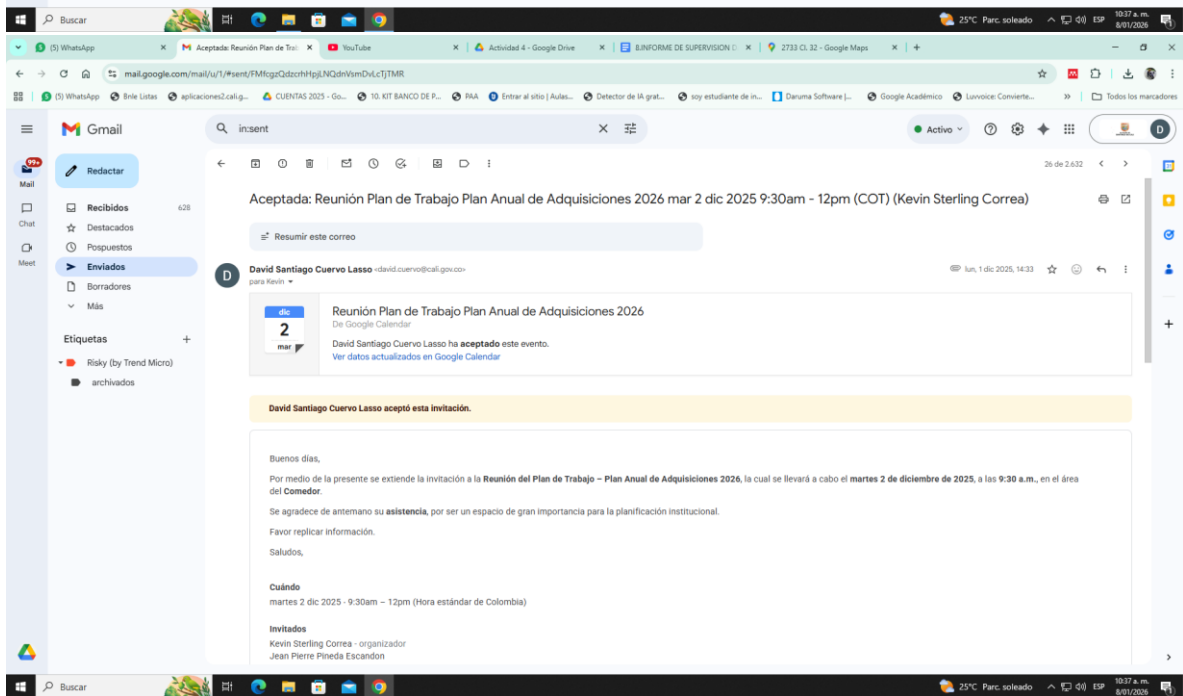 Buscar
25°C Parc. soleado
ESP
10:37 a. m.
8/01/2026
(5) WhatsApp
Aceptada: Reunión Plan de Trab
YouTube
Actividad 4 - Google Drive
8.INFORME DE SUPERVISION D
2733 Cl. 32 - Google Maps
mail.google.com/mail/u/1/#sent/FMfcgzQdzcrhHpjLNQdnVsmDvLcTjTMR
(5) WhatsApp
Bnle Listas
aplicaciones2.cali.g...
CUENTAS 2025 - Go...
10. KIT BANCO DE P...
PAA
Entrar al sitio | Aulas...
Detector de IA grat...
soy estudiante de in...
Daruma Software |...
Google Académico
Luvvoice: Convierte...
Todos los marcadores
Gmail
in:sent
Activo
D
99+
Mail
Chat
Meet
Redactar
Recibidos 628
Destacados
Pospuestos
Enviados
Borradores
Más
Etiquetas
Risky (by Trend Micro)
archivados
26 de 2.632
Aceptada: Reunión Plan de Trabajo Plan Anual de Adquisiciones 2026 mar 2 dic 2025 9:30am - 12pm (COT) (Kevin Sterling Correa)
Resumir este correo
D
David Santiago Cuervo Lasso <david.cuervo@cali.gov.co>
lun, 1 dic 2025, 14:33
para Kevin
dic
2
mar
Reunión Plan de Trabajo Plan Anual de Adquisiciones 2026
De Google Calendar
David Santiago Cuervo Lasso ha aceptado este evento.
Ver datos actualizados en Google Calendar
David Santiago Cuervo Lasso aceptó esta invitación.
Buenos días,
Por medio de la presente se extiende la invitación a la Reunión del Plan de Trabajo – Plan Anual de Adquisiciones 2026, la cual se llevará a cabo el martes 2 de diciembre de 2025, a las 9:30 a.m., en el área
del Comedor.
Se agradece de antemano su asistencia, por ser un espacio de gran importancia para la planificación institucional.
Favor replicar información.
Saludos,
Cuándo
martes 2 dic 2025 · 9:30am – 12pm (Hora estándar de Colombia)
Invitados
Kevin Sterling Correa - organizador
Jean Pierre Pineda Escandon
Buscar
25°C Parc. soleado
ESP
10:37 a. m.
8/01/2026